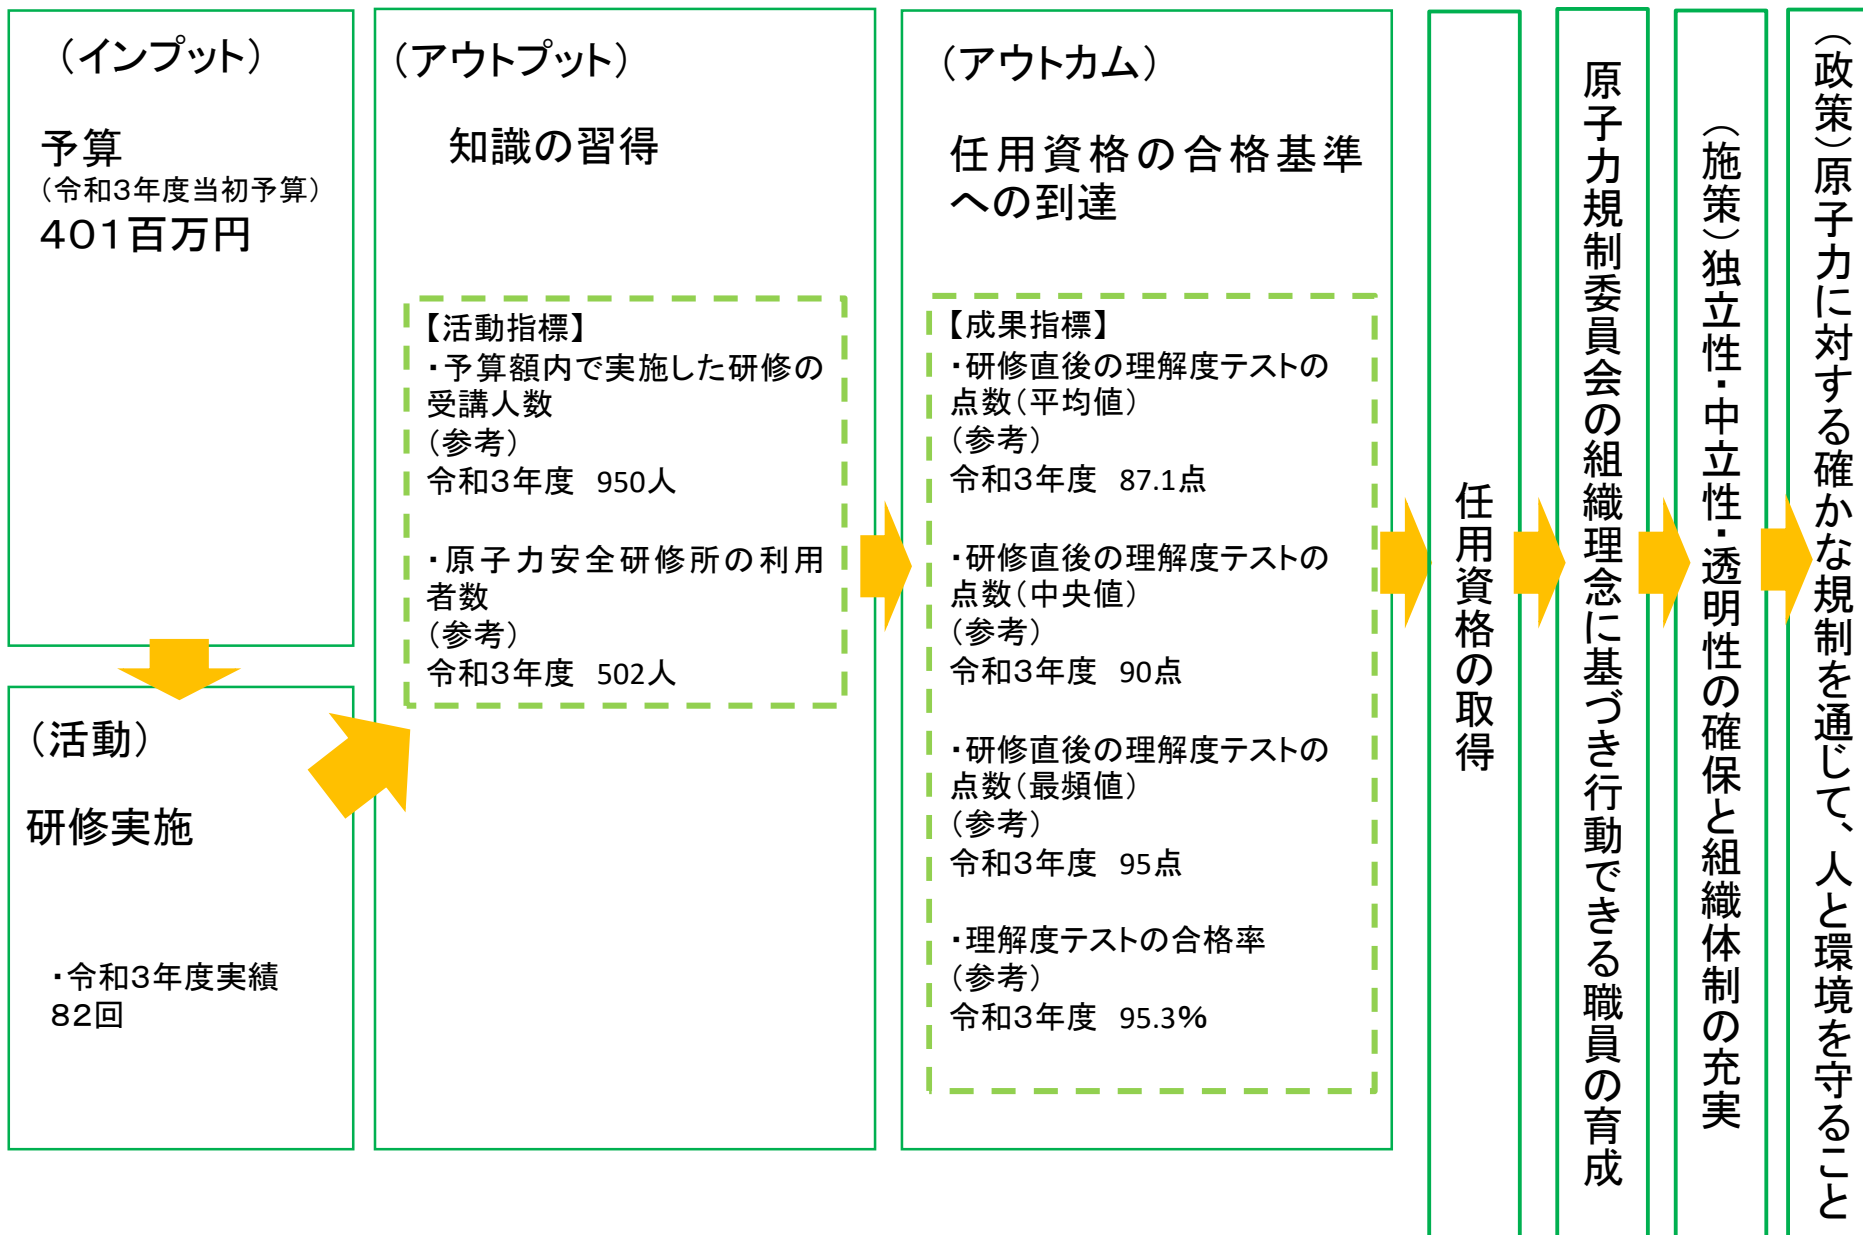 （インプット）
予算
（令和3年度当初予算）
４０１百万円
（活動）
研修実施
・令和３年度実績
８２回
（アウトプット）
知識の習得
【活動指標】
・予算額内で実施した研修の
受講人数
（参考）
令和３年度　950人
・原子力安全研修所の利用
者数
（参考）
令和３年度　502人
（アウトカム）
任用資格の合格基準
への到達
【成果指標】
・研修直後の理解度テストの
点数（平均値）
（参考）
令和３年度　87.1点
・研修直後の理解度テストの
点数（中央値）
（参考）
令和３年度　90点
・研修直後の理解度テストの
点数（最頻値）
（参考）
令和３年度　95点
・理解度テストの合格率
（参考）
令和３年度　95.3％
任用資格の取得
原子力規制委員会の組織理念に基づき行動できる職員の育成
（施策）独立性・中立性・透明性の確保と組織体制の充実
（政策）原子力に対する確かな規制を通じて、人と環境を守ること